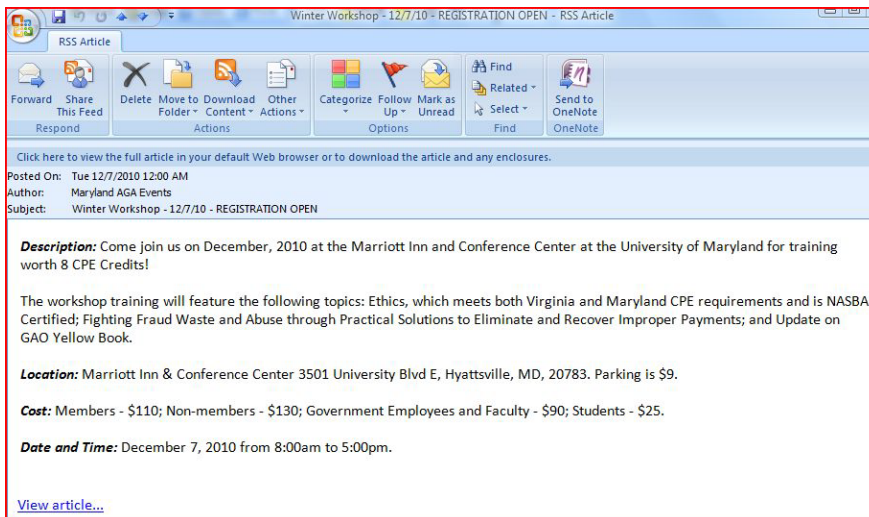 Winter Workshop - 12/7/10 - REGISTRATION OPEN - RSS Article
RSS Article
Forward Share This Feed Delete Move to Folder Download Content Other Actions Categorize Follow Up Mark as Unread Find Related Select Send to OneNote
Respond Actions Options Find OneNote
Click here to view the full article in your default Web browser or to download the article and any enclosures.
Posted On: Tue 12/7/2010 12:00 AM
Author: Maryland AGA Events
Subject: Winter Workshop - 12/7/10 - REGISTRATION OPEN
Description: Come join us on December, 2010 at the Marriott Inn and Conference Center at the University of Maryland for training
worth 8 CPE Credits!
The workshop training will feature the following topics: Ethics, which meets both Virginia and Maryland CPE requirements and is NASBA
Certified; Fighting Fraud Waste and Abuse through Practical Solutions to Eliminate and Recover Improper Payments; and Update on
GAO Yellow Book.
Location: Marriott Inn & Conference Center 3501 University Blvd E, Hyattsville, MD, 20783. Parking is $9.
Cost: Members - $110; Non-members - $130; Government Employees and Faculty - $90; Students - $25.
Date and Time: December 7, 2010 from 8:00am to 5:00pm.
View article...